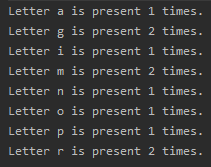 Letter a is present 1 times.
Letter g is present 2 times.
Letter i is present 1 times.
Letter m is present 2 times.
Letter n is present 1 times.
Letter o is present 1 times.
Letter p is present 1 times.
Letter r is present 2 times.